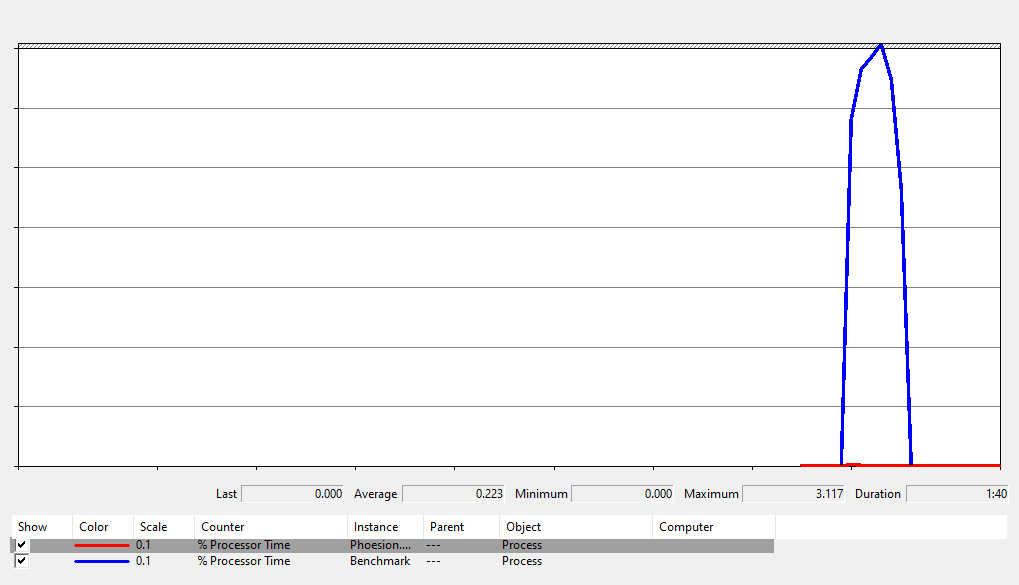 Last 0.000 Average 0.223 Minimum 0.000 Maximum 3.117 Duration 1:40
Show Color Scale Counter Instance Parent Object Computer
0.1 % Processor Time Phoesion.... --- Process
0.1 % Processor Time Benchmark --- Process